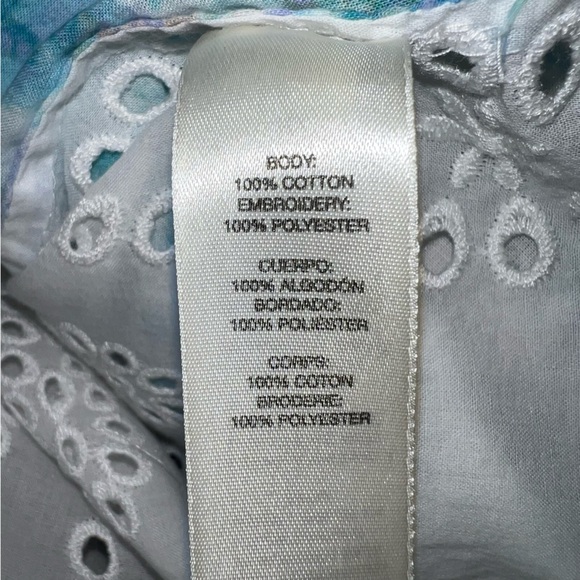 BODY:
100% COTTON
EMBROIDERY:
100% POLYESTER
CUERPO:
100% ALGODÓN
BORDADO:
100% POLIÉSTER
CORPS:
100% COTON
BRODERIE:
100% POLYESTER